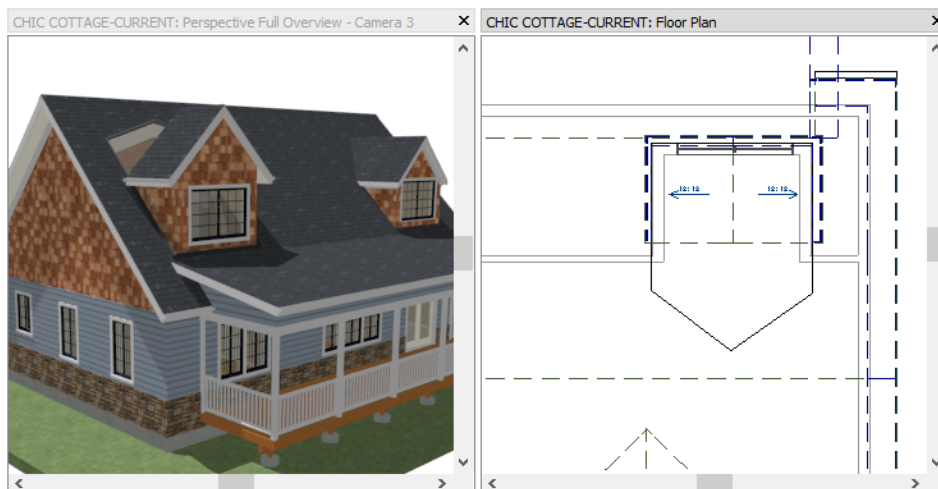 CHIC COTTAGE-CURRENT: Perspective Full Overview - Camera 3
CHIC COTTAGE-CURRENT: Floor Plan
12: 12
12: 12